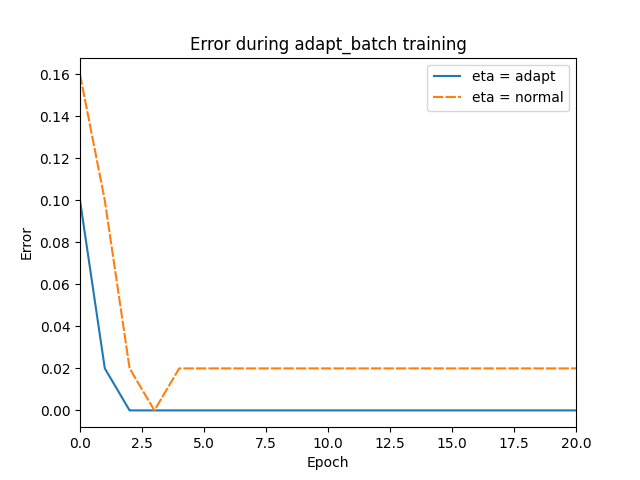 Error during adapt_batch training
eta = adapt
eta = normal
0.16
0.14
0.12
0.10
0.08
0.06
0.04
0.02
0.00
Error
0.0 2.5 5.0 7.5 10.0 12.5 15.0 17.5 20.0
Epoch